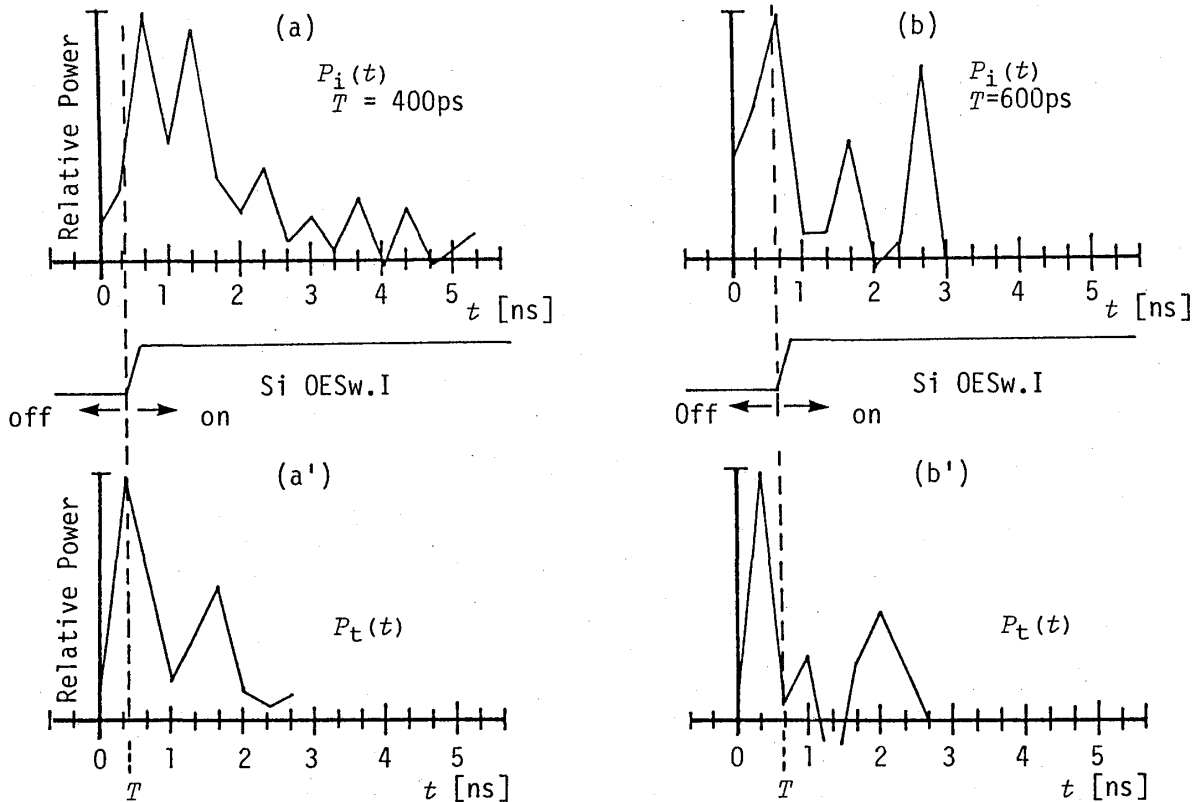 (a)
P_i(t)
T = 400ps
Relative Power
0 1 2 3 4 5
t [ns]
Si OESw.I
off
on
(a')
P_t(t)
Relative Power
0 1 2 3 4 5
T
t [ns]
(b)
P_i(t)
T=600ps
0 1 2 3 4 5
t [ns]
Si OESw.I
Off
on
(b')
P_t(t)
0 1 2 3 4 5
T
t [ns]